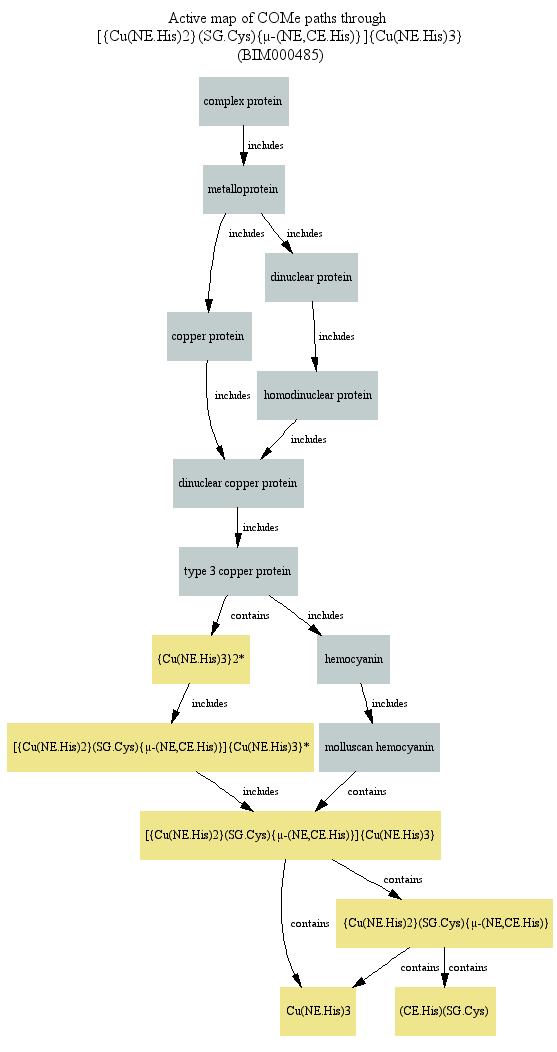 Active map of COMe paths through
[{Cu(NE.His)2}(SG.Cys){μ-(NE,CE.His)}]{Cu(NE.His)3}
(BIM000485)
complex protein
includes
metalloprotein
includes
includes
dinuclear protein
copper protein
includes
includes
homodinuclear protein
includes
dinuclear copper protein
includes
type 3 copper protein
contains
includes
{Cu(NE.His)3}2*
hemocyanin
includes
includes
[{Cu(NE.His)2}(SG.Cys){μ-(NE,CE.His)}]{Cu(NE.His)3}*
molluscan hemocyanin
includes
contains
[{Cu(NE.His)2}(SG.Cys){μ-(NE,CE.His)}]{Cu(NE.His)3}
contains
contains
{Cu(NE.His)2}(SG.Cys){μ-(NE,CE.His)}
contains
contains
Cu(NE.His)3
(CE.His)(SG.Cys)